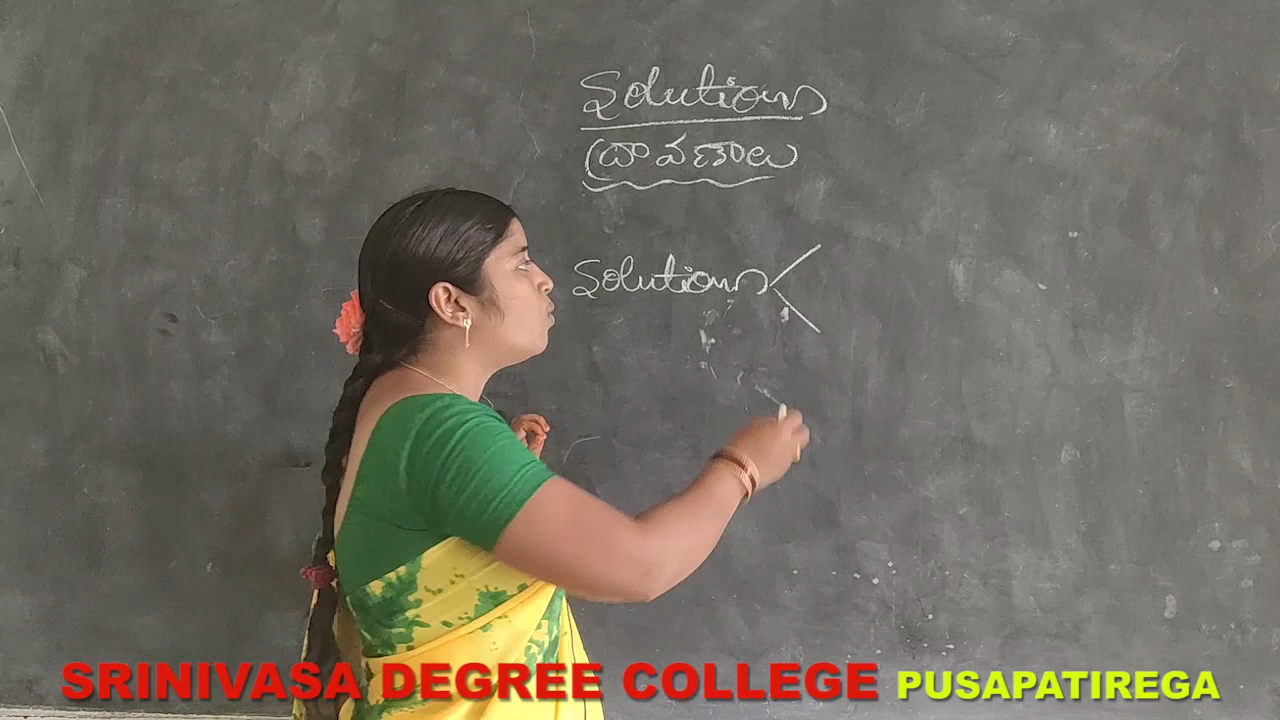 Solutions
ద్రావణాలు
Solutions
SRINIVASA DEGREE COLLEGE PUSAPATIREGA